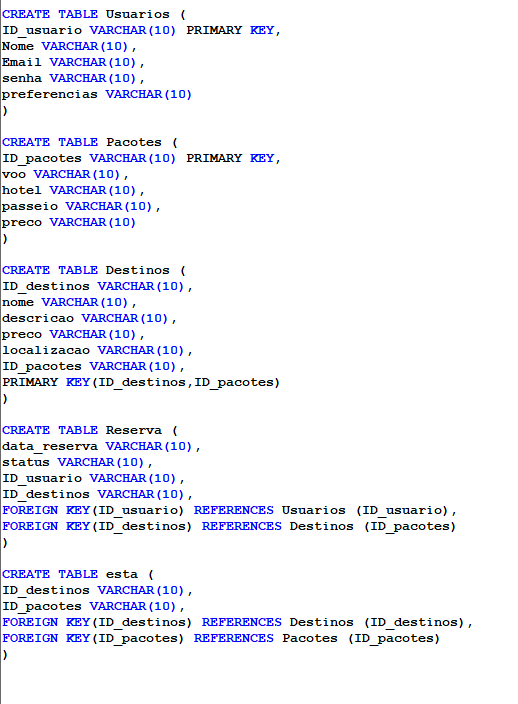 CREATE TABLE Usuarios (
ID_usuario VARCHAR(10) PRIMARY KEY,
Nome VARCHAR(10),
Email VARCHAR(10),
senha VARCHAR(10),
preferencias VARCHAR(10)
)
CREATE TABLE Pacotes (
ID_pacotes VARCHAR(10) PRIMARY KEY,
voo VARCHAR(10),
hotel VARCHAR(10),
passeio VARCHAR(10),
preco VARCHAR(10)
)
CREATE TABLE Destinos (
ID_destinos VARCHAR(10),
nome VARCHAR(10),
descricao VARCHAR(10),
preco VARCHAR(10),
localizacao VARCHAR(10),
ID_pacotes VARCHAR(10),
PRIMARY KEY(ID_destinos,ID_pacotes)
)
CREATE TABLE Reserva (
data_reserva VARCHAR(10),
status VARCHAR(10),
ID_usuario VARCHAR(10),
ID_destinos VARCHAR(10),
FOREIGN KEY(ID_usuario) REFERENCES Usuarios (ID_usuario),
FOREIGN KEY(ID_destinos) REFERENCES Destinos (ID_pacotes)
)
CREATE TABLE esta (
ID_destinos VARCHAR(10),
ID_pacotes VARCHAR(10),
FOREIGN KEY(ID_destinos) REFERENCES Destinos (ID_destinos),
FOREIGN KEY(ID_pacotes) REFERENCES Pacotes (ID_pacotes)
)